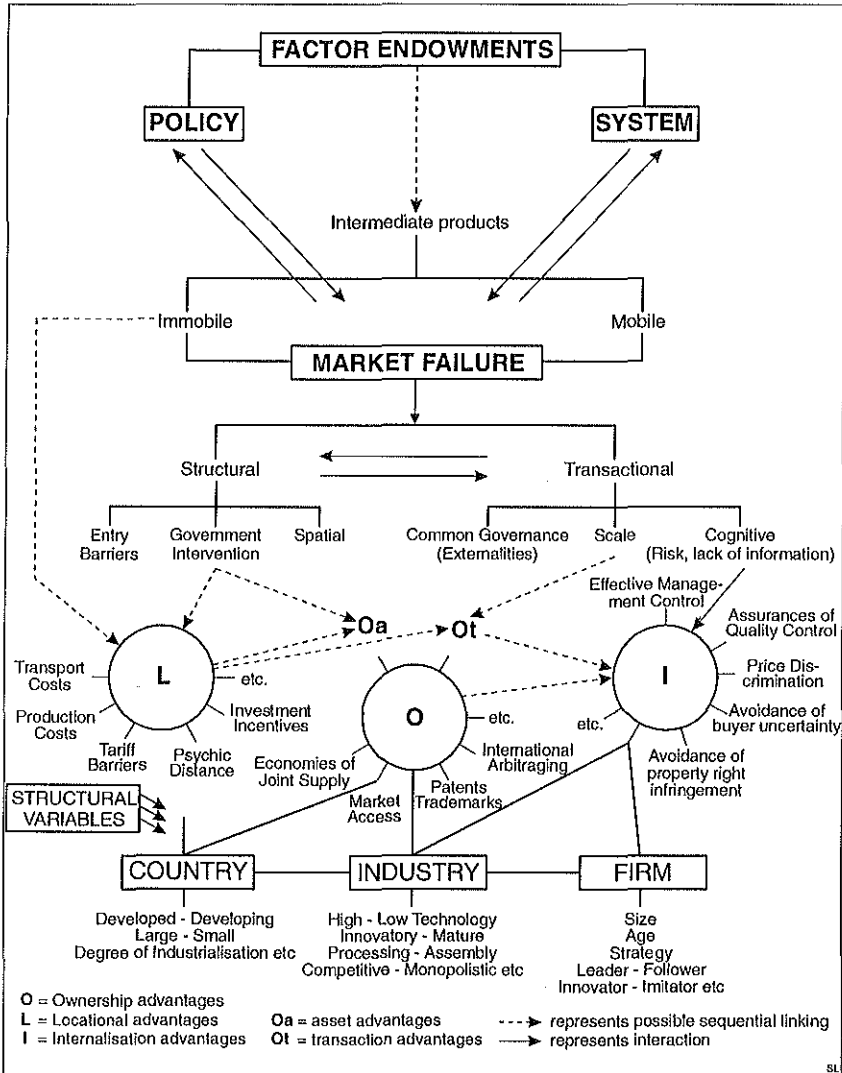 FACTOR ENDOWMENTS
POLICY
SYSTEM
Intermediate products
Immobile
Mobile
MARKET FAILURE
Structural
Transactional
Entry
Barriers
Government
Intervention
Spatial
Common Governance
(Externalities)
Scale
Cognitive
(Risk, lack of information)
Effective Manage-
ment Control
Assurances of
Quality Control
Price Dis-
crimination
Avoidance of
buyer uncertainty
Avoidance of
property right
infringement
etc.
I
Oa
Ot
L
Transport
Costs
Production
Costs
Tariff
Barriers
Psychic
Distance
Investment
Incentives
etc.
O
etc.
International
Arbitraging
Patents
Trademarks
Market
Access
Economies of
Joint Supply
STRUCTURAL
VARIABLES
COUNTRY
INDUSTRY
FIRM
Developed - Developing
Large - Small
Degree of Industrialisation etc
High - Low Technology
Innovatory - Mature
Processing - Assembly
Competitive - Monopolistic etc
Size
Age
Strategy
Leader - Follower
Innovator - Imitator etc
O = Ownership advantages
L = Locational advantages
I = Internalisation advantages
Oa = asset advantages
Ot = transaction advantages
represents possible sequential linking
represents interaction
SL